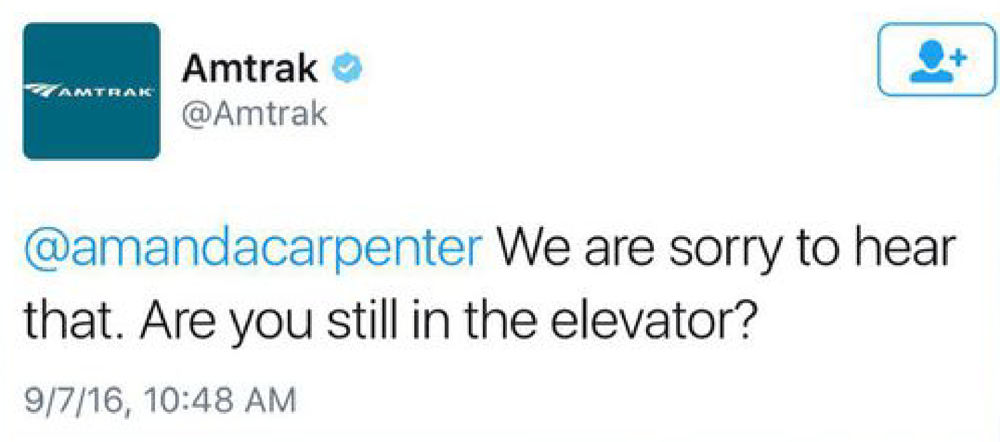 AMTRAK
Amtrak
@Amtrak
@amandacarpenter We are sorry to hear
that. Are you still in the elevator?
9/7/16, 10:48 AM